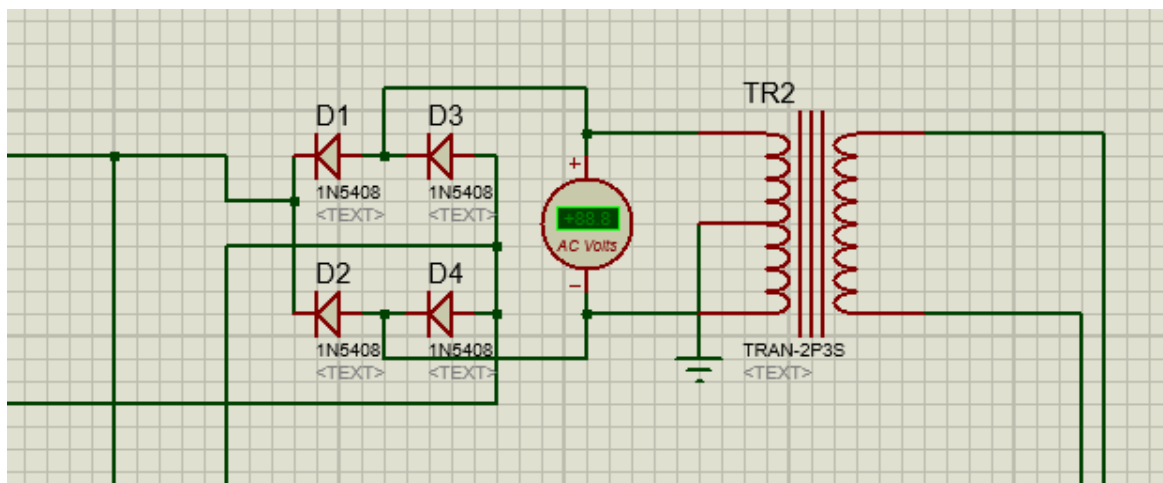 TR2
D1 D3
1N5408 1N5408
<TEXT> <TEXT>
+
+88.8
AC Volts
−
D2 D4
1N5408 1N5408
<TEXT> <TEXT>
TRAN-2P3S
<TEXT>